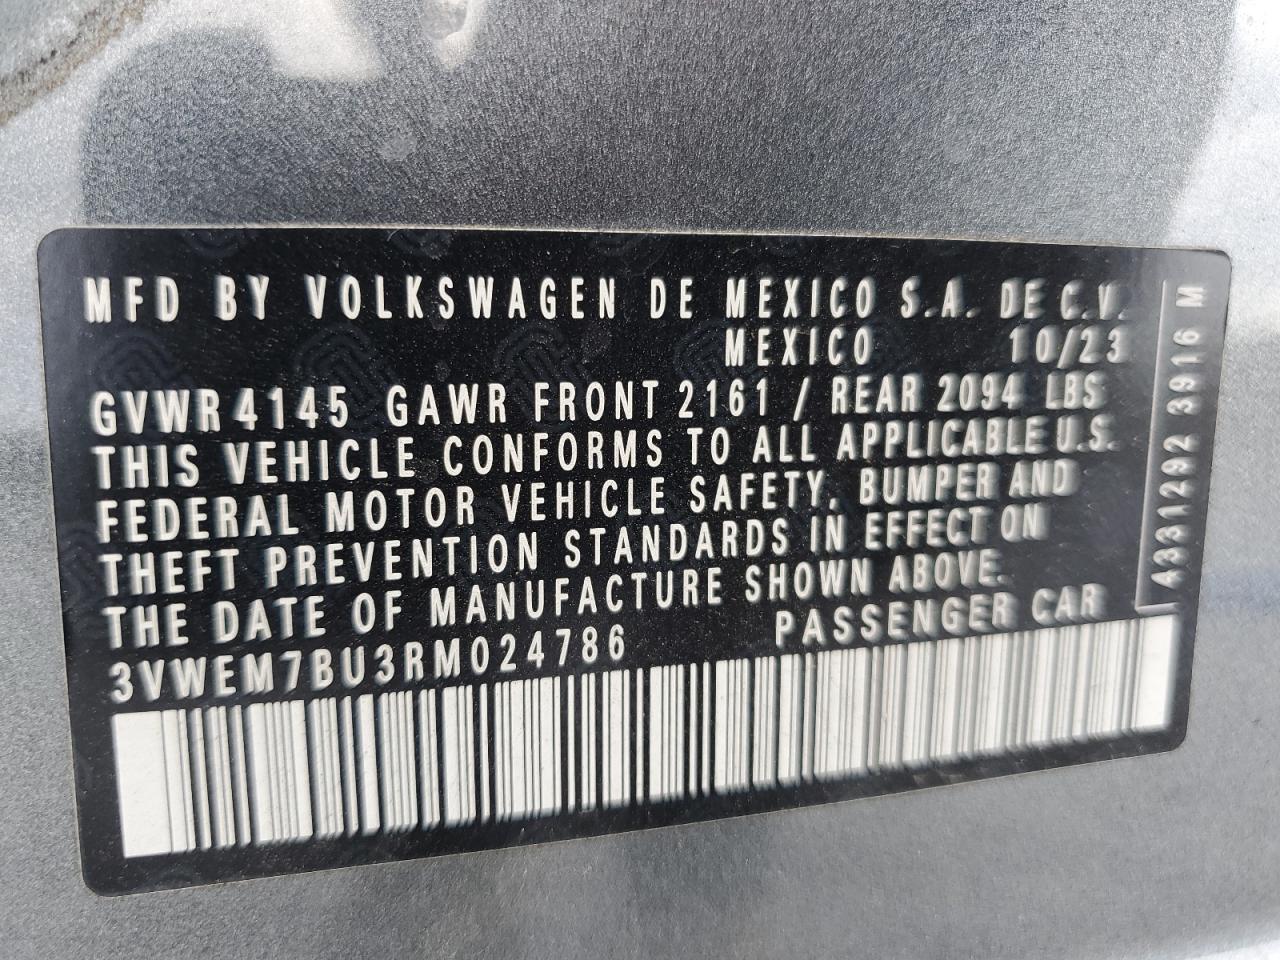 MFD BY VOLKSWAGEN DE MEXICO S.A. DE C.V.
MEXICO 10/23
GVWR 4145 GAWR FRONT 2161 / REAR 2094 LBS
THIS VEHICLE CONFORMS TO ALL APPLICABLE U.S.
FEDERAL MOTOR VEHICLE SAFETY, BUMPER AND
THEFT PREVENTION STANDARDS IN EFFECT ON
THE DATE OF MANUFACTURE SHOWN ABOVE.
3VWEM7BU3RM024786 PASSENGER CAR
A331292 3916 M